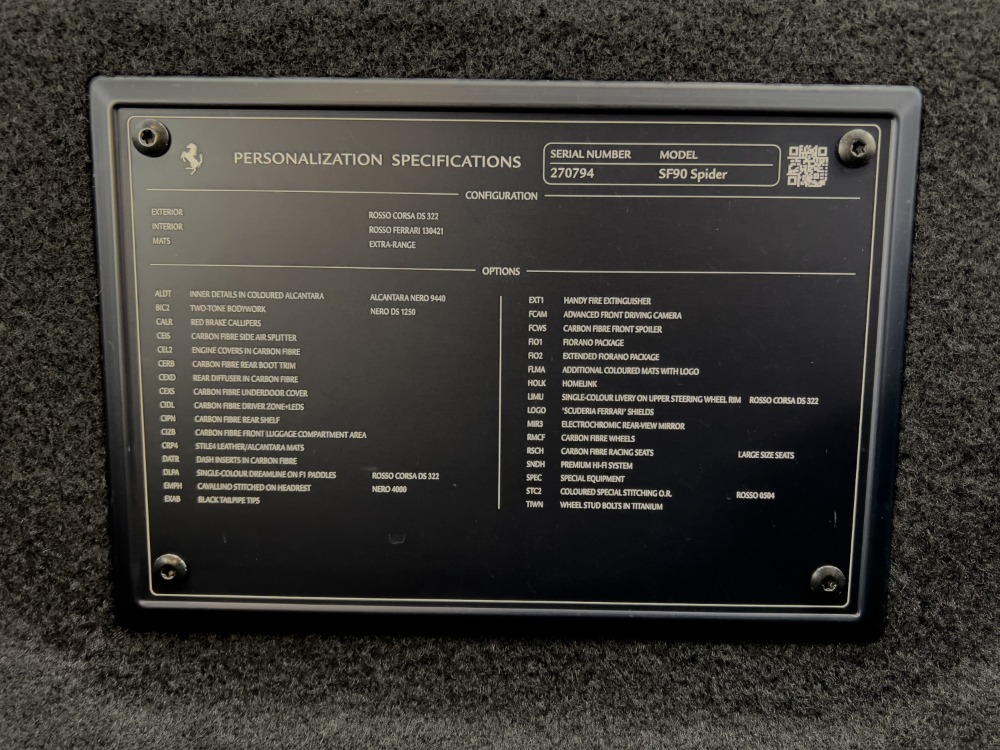 PERSONALIZATION SPECIFICATIONS
SERIAL NUMBER MODEL
270794 SF90 Spider
CONFIGURATION
EXTERIOR ROSSO CORSA DS 322
INTERIOR ROSSO FERRARI 130421
MATS EXTRA-RANGE
OPTIONS
ALDT INNER DETAILS IN COLOURED ALCANTARA ALCANTARA NERO 9440
BIC2 TWO-TONE BODYWORK NERO DS 1250
CALR RED BRAKE CALLIPERS
CEIS CARBON FIBRE SIDE AIR SPLITTER
CEL2 ENGINE COVERS IN CARBON FIBRE
CERB CARBON FIBRE REAR BOOT TRIM
CEXD REAR DIFFUSER IN CARBON FIBRE
CEXS CARBON FIBRE UNDERDOOR COVER
CIDL CARBON FIBRE DRIVER ZONE+LEDS
CIPN CARBON FIBRE REAR SHELF
CIZB CARBON FIBRE FRONT LUGGAGE COMPARTMENT AREA
CRP4 STILE4 LEATHER/ALCANTARA MATS
DATR DASH INSERTS IN CARBON FIBRE
DLPA SINGLE-COLOUR DREAMLINE ON F1 PADDLES ROSSO CORSA DS 322
EMPH CAVALLINO STITCHED ON HEADREST NERO 4000
EXAB BLACK TAILPIPE TIPS
EXT1 HANDY FIRE EXTINGUISHER
FCAM ADVANCED FRONT DRIVING CAMERA
FCWS CARBON FIBRE FRONT SPOILER
FIO1 FIORANO PACKAGE
FIO2 EXTENDED FIORANO PACKAGE
FLMA ADDITIONAL COLOURED MATS WITH LOGO
HOLK HOMELINK
LIMU SINGLE-COLOUR LIVERY ON UPPER STEERING WHEEL RIM ROSSO CORSA DS 322
LOGO 'SCUDERIA FERRARI' SHIELDS
MIR3 ELECTROCHROMIC REAR-VIEW MIRROR
RMCF CARBON FIBRE WHEELS
RSCH CARBON FIBRE RACING SEATS LARGE SIZE SEATS
SNDH PREMIUM HI-FI SYSTEM
SPEC SPECIAL EQUIPMENT
STC2 COLOURED SPECIAL STITCHING O.R. ROSSO 0504
TIWN WHEEL STUD BOLTS IN TITANIUM